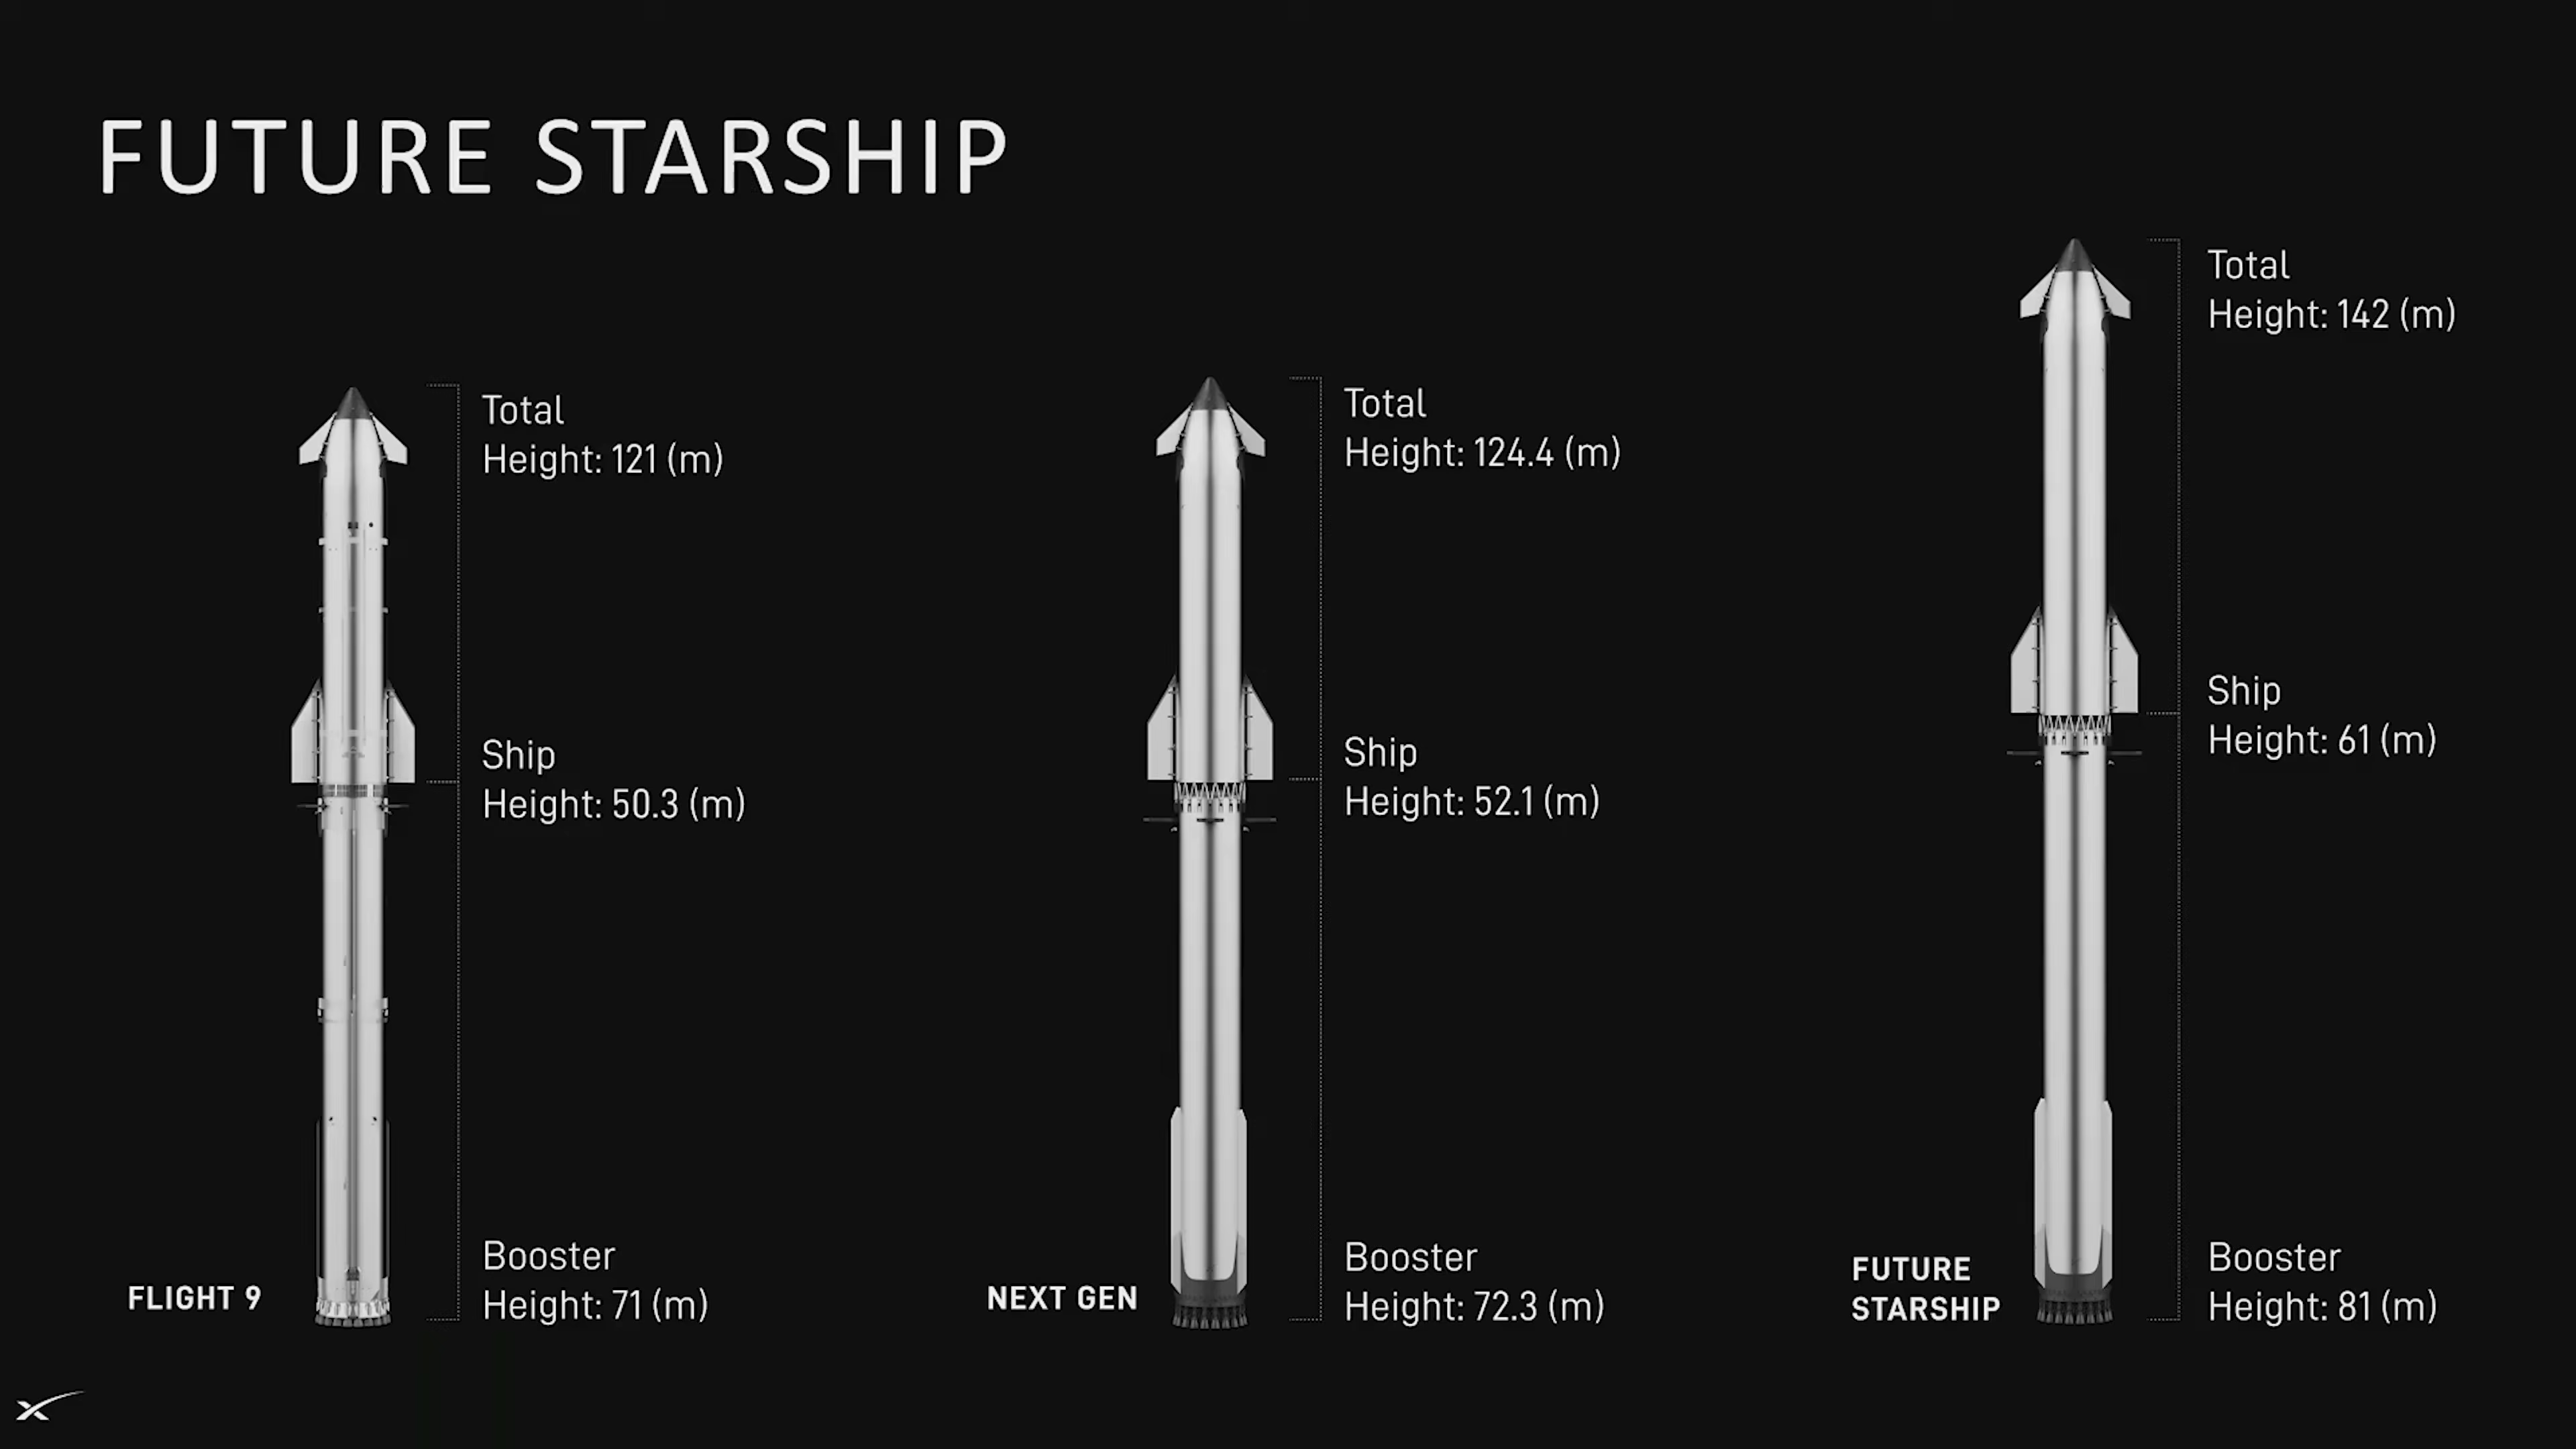 FUTURE STARSHIP
Total
Height: 121 (m)
Ship
Height: 50.3 (m)
Booster
Height: 71 (m)
FLIGHT 9
Total
Height: 124.4 (m)
Ship
Height: 52.1 (m)
Booster
Height: 72.3 (m)
NEXT GEN
Total
Height: 142 (m)
Ship
Height: 61 (m)
Booster
Height: 81 (m)
FUTURE
STARSHIP